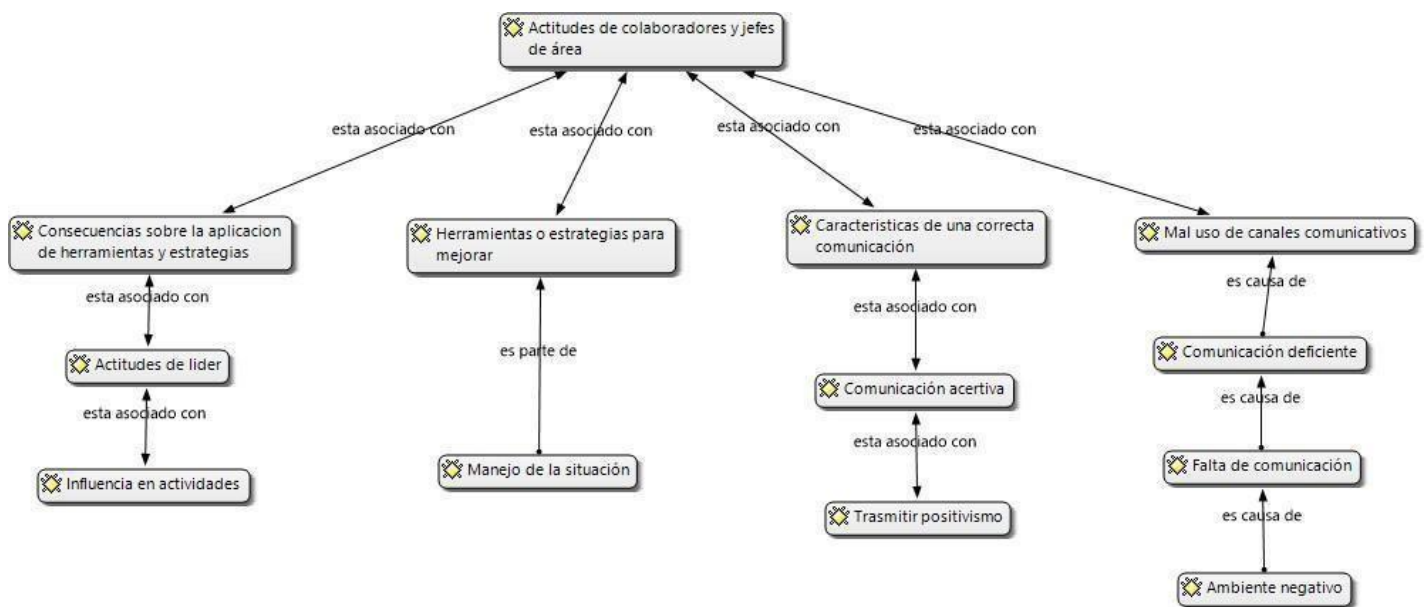 Actitudes de colaboradores y jefes
de área
esta asociado con
esta asociado con
esta asociado con
esta asociado con
Consecuencias sobre la aplicacion
de herramientas y estrategias
Herramientas o estrategias para
mejorar
Caracteristicas de una correcta
comunicación
Mal uso de canales comunicativos
esta asociado con
es parte de
esta asociado con
es causa de
Actitudes de lider
Comunicación acertiva
Comunicación deficiente
esta asociado con
esta asociado con
es causa de
Influencia en actividades
Manejo de la situación
Trasmitir positivismo
Falta de comunicación
es causa de
Ambiente negativo